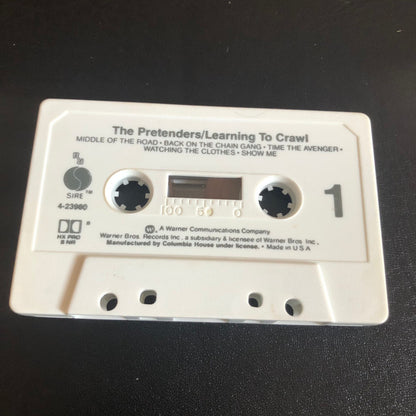 The Pretenders/Learning To Crawl
MIDDLE OF THE ROAD • BACK ON THE CHAIN GANG • TIME THE AVENGER •
WATCHING THE CLOTHES • SHOW ME
SIRE™
4-23980
1
100 50 0
HX PRO
B NR
A Warner Communications Company
Warner Bros. Records Inc., a subsidiary & licensee of Warner Bros. Inc.,
Manufactured by Columbia House under license. • Made in U S A